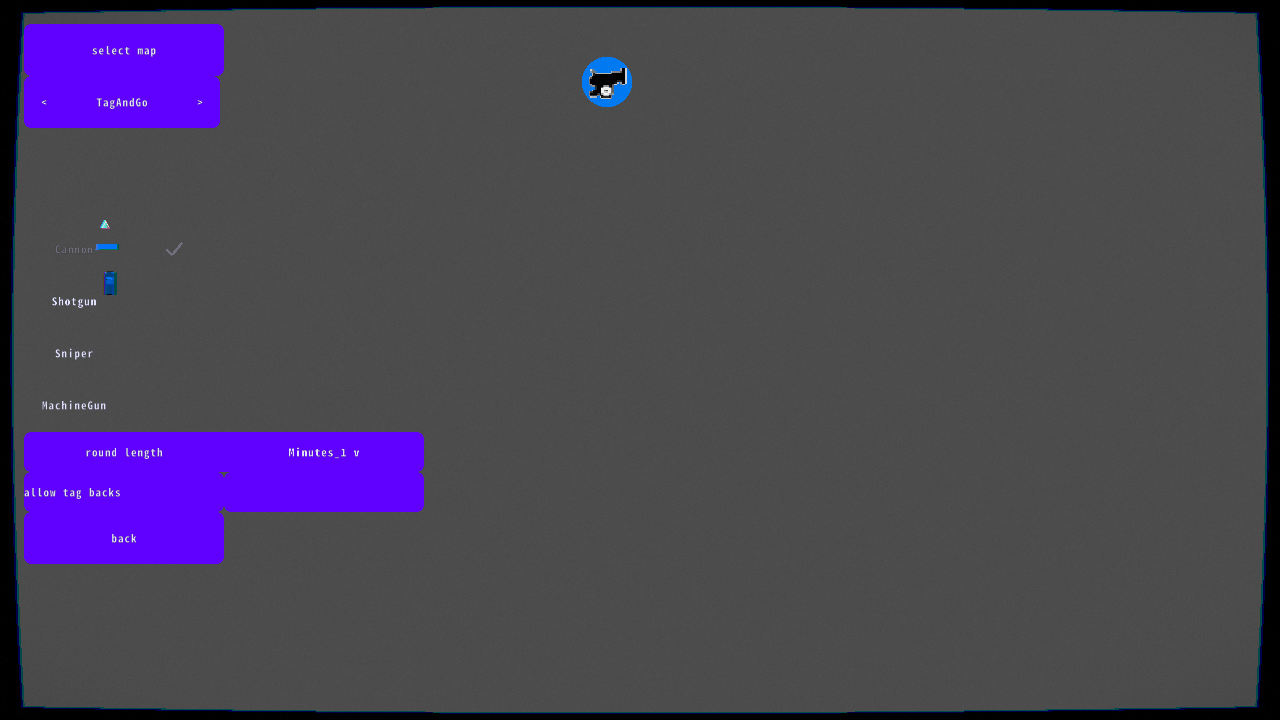 select map
< TagAndGo >
Cannon
Shotgun
Sniper
MachineGun
round length Minutes_1 v
allow tag backs
back